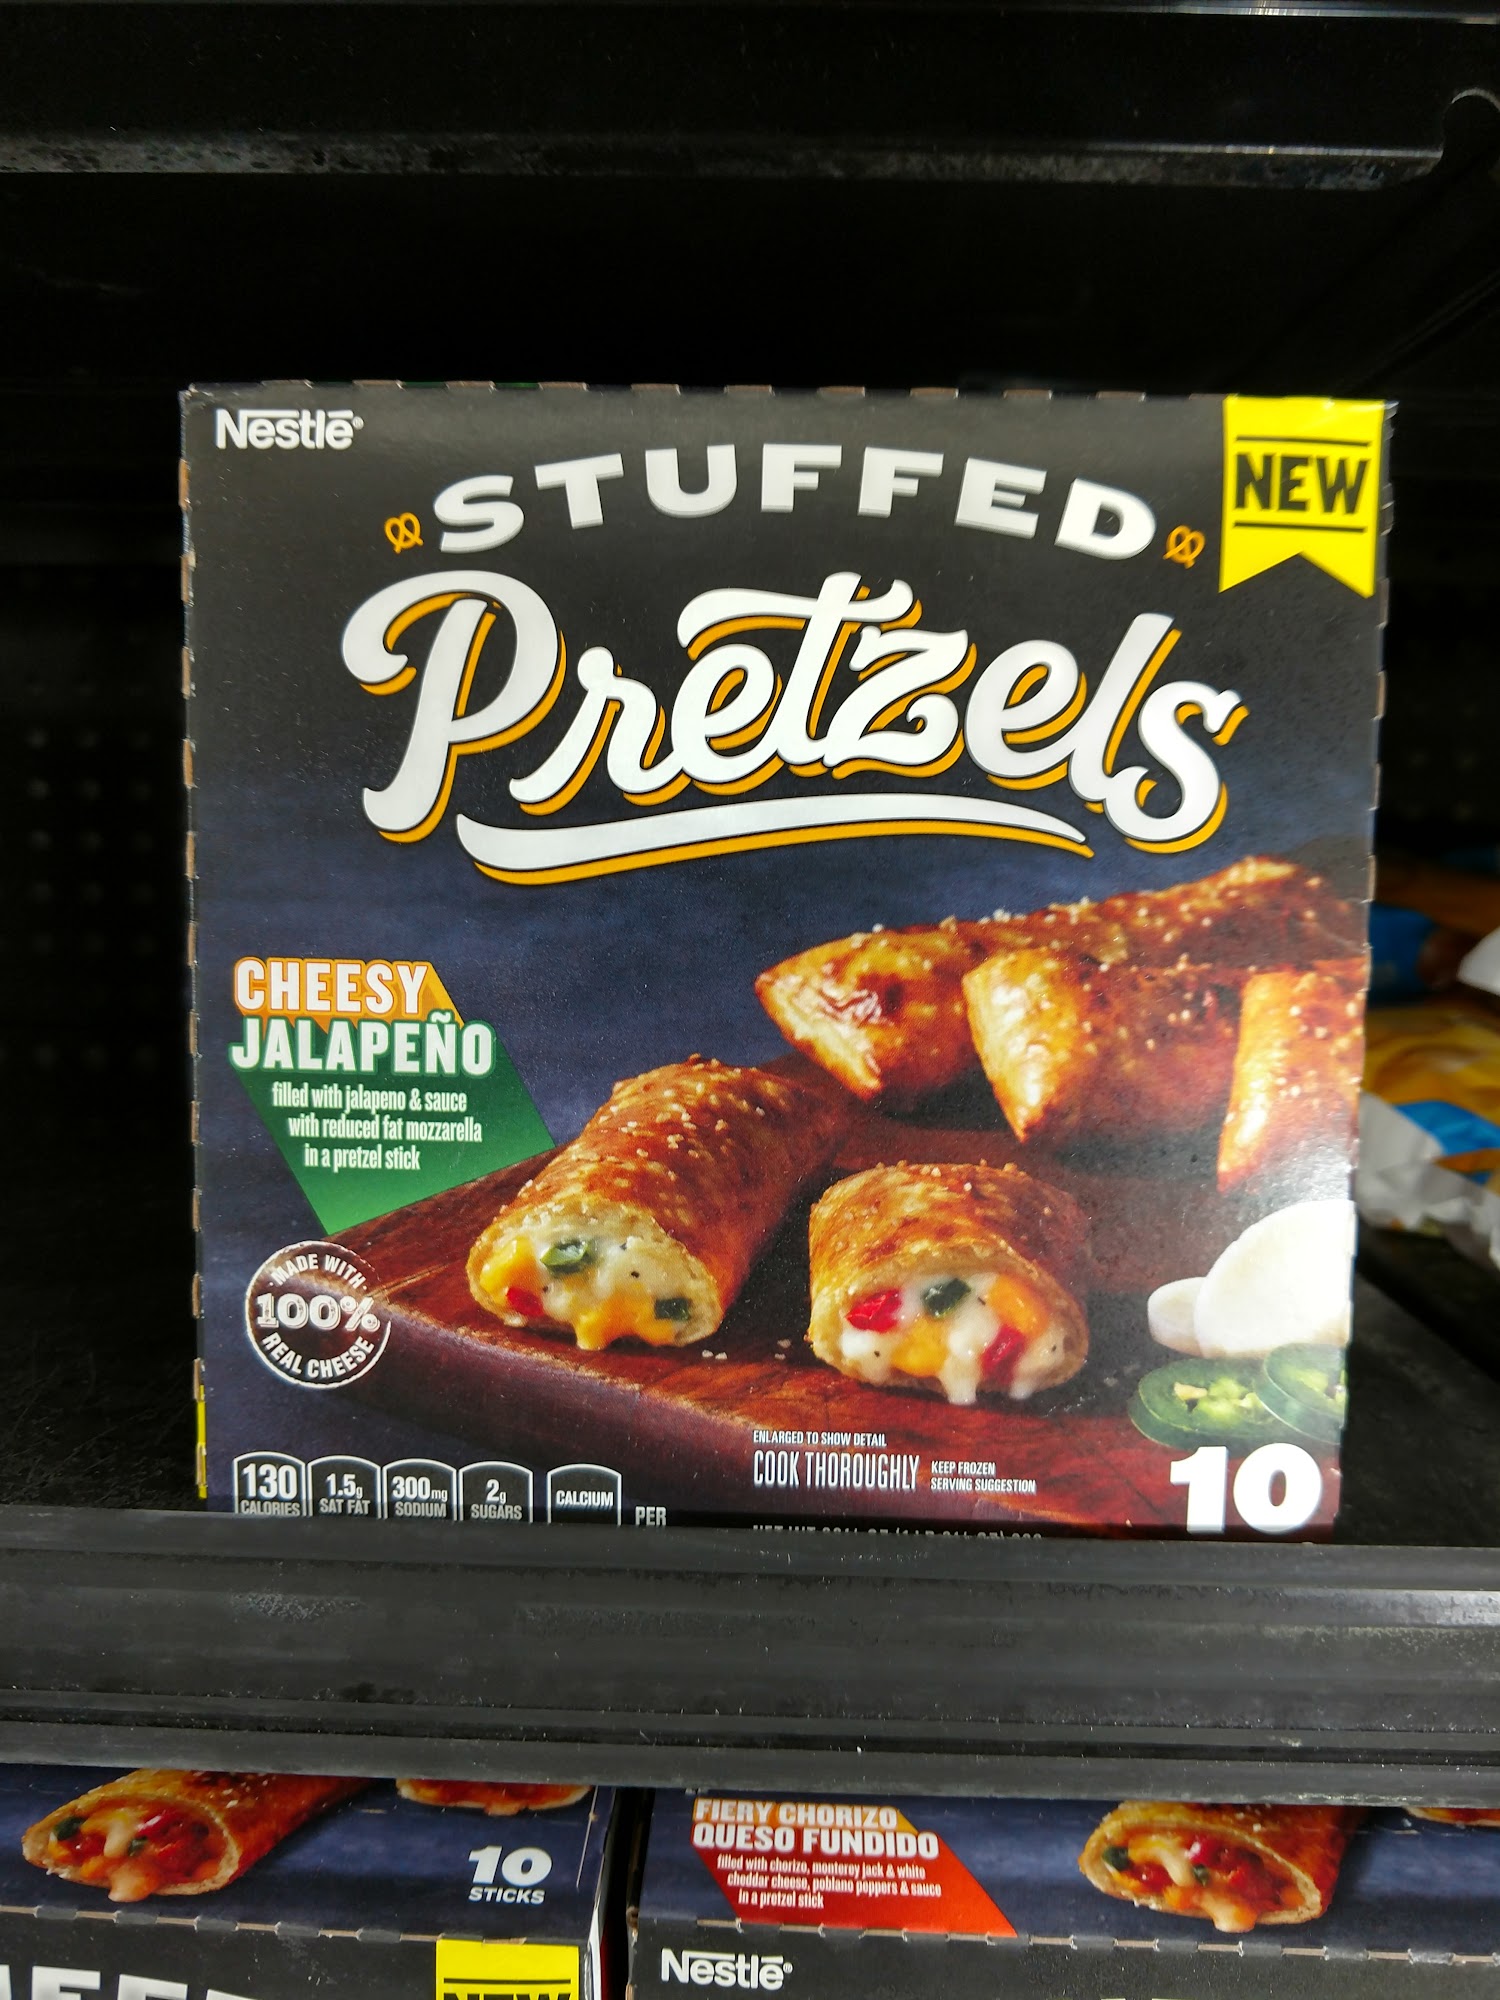 Nestlé®
NEW
STUFFED
Pretzels
CHEESY
JALAPEÑO
filled with jalapeno & sauce
with reduced fat mozzarella
in a pretzel stick
MADE WITH
100%
REAL CHEESE
130
CALORIES
1.5g
SAT FAT
300mg
SODIUM
2g
SUGARS
CALCIUM
PER
ENLARGED TO SHOW DETAIL
COOK THOROUGHLY
KEEP FROZEN
SERVING SUGGESTION
10
10
STICKS
FIERY CHORIZO
QUESO FUNDIDO
filled with chorizo, monterey jack & white
cheddar cheese, poblano peppers & sauce
in a pretzel stick
Nestlé®
NEW